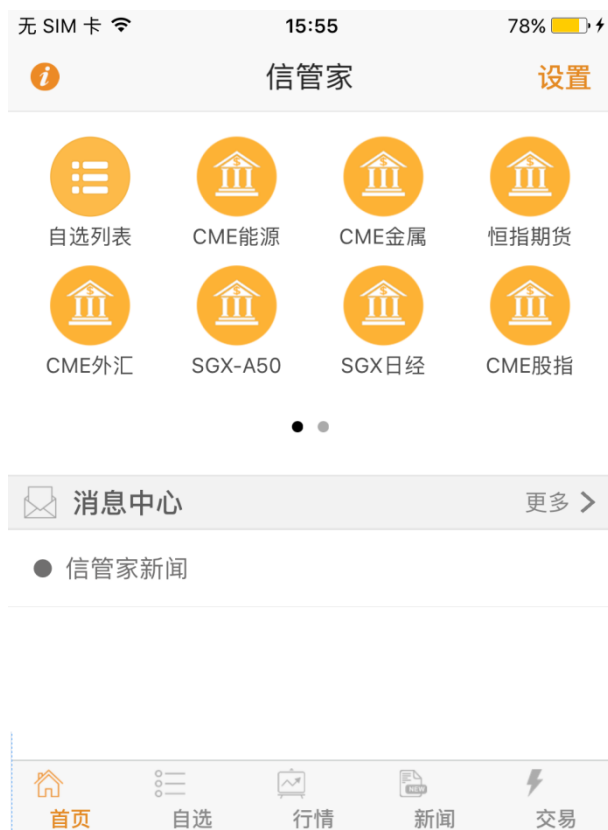 无 SIM 卡 15:55 78%
信管家 设置
自选列表 CME能源 CME金属 恒指期货
CME外汇 SGX-A50 SGX日经 CME股指
消息中心 更多
信管家新闻
NEW
首页 自选 行情 新闻 交易